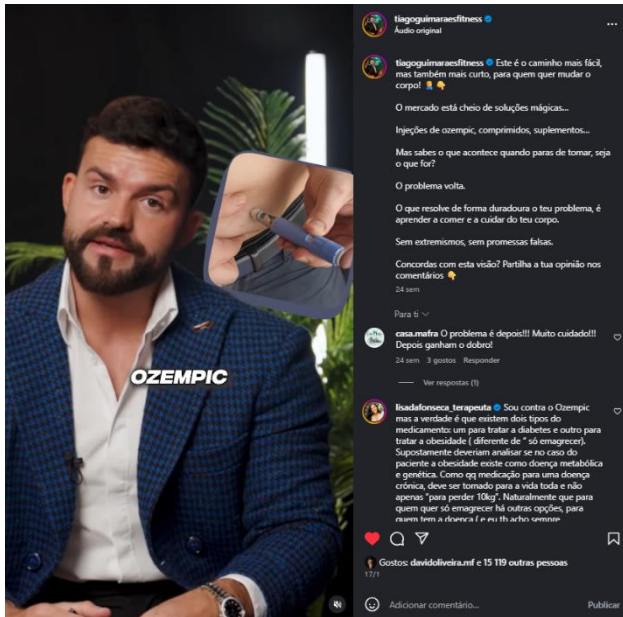 tiagoguimaraesfitness
Áudio original
tiagoguimaraesfitness Este é o caminho mais fácil,
mas também mais curto, para quem quer mudar o
corpo!
O mercado está cheio de soluções mágicas...
Injeções de ozempic, comprimidos, suplementos...
Mas sabes o que acontece quando paras de tomar, seja
o que for?
O problema volta.
O que resolve de forma duradoura o teu problema, é
aprender a comer e a cuidar do teu corpo.
Sem extremismos, sem promessas falsas.
Concordas com esta visão? Partilha a tua opinião nos
comentários
24 sem
Para ti
casa.mafra O problema é depois!!! Muito cuidado!!!
Depois ganham o dobro!
24 sem 3 gostos Responder
Ver respostas (1)
lisadafonseca_terapeuta Sou contra o Ozempic
mas a verdade é que existem dois tipos do
medicamento: um para tratar a diabetes e outro para
tratar a obesidade ( diferente de " só emagrecer).
Supostamente deveriam analisar se no caso do
paciente a obesidade existe como doença metabólica
e genética. Como qq medicação para uma doença
crónica, deve ser tomado para a vida toda e não
apenas "para perder 10kg". Naturalmente que para
quem quer só emagrecer há outras opções, para
quem tem a doença ( e eu tb acho sempre
OZEMPIC
Gostos: davidoliveira.mf e 15 119 outras pessoas
17/1
Adicionar comentário...
Publicar